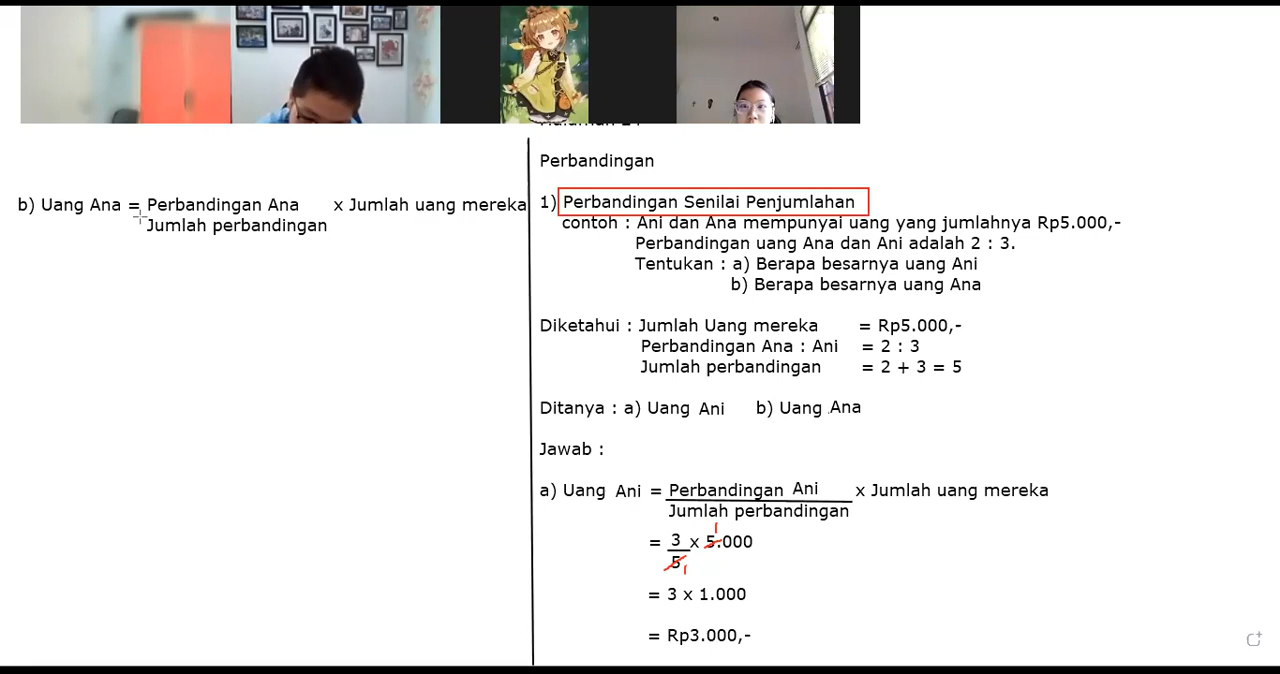 Perbandingan
1) Perbandingan Senilai Penjumlahan
contoh : Ani dan Ana mempunyai uang yang jumlahnya Rp5.000,-
Perbandingan uang Ana dan Ani adalah 2 : 3.
Tentukan : a) Berapa besarnya uang Ani
b) Berapa besarnya uang Ana
Diketahui : Jumlah Uang mereka = Rp5.000,-
Perbandingan Ana : Ani = 2 : 3
Jumlah perbandingan = 2 + 3 = 5
Ditanya : a) Uang Ani b) Uang Ana
Jawab :
a) Uang Ani = Perbandingan Ani x Jumlah uang mereka
Jumlah perbandingan
= 3 x 5.000
5
1
1
= 3 x 1.000
= Rp3.000,-
b) Uang Ana = Perbandingan Ana x Jumlah uang mereka
Jumlah perbandingan